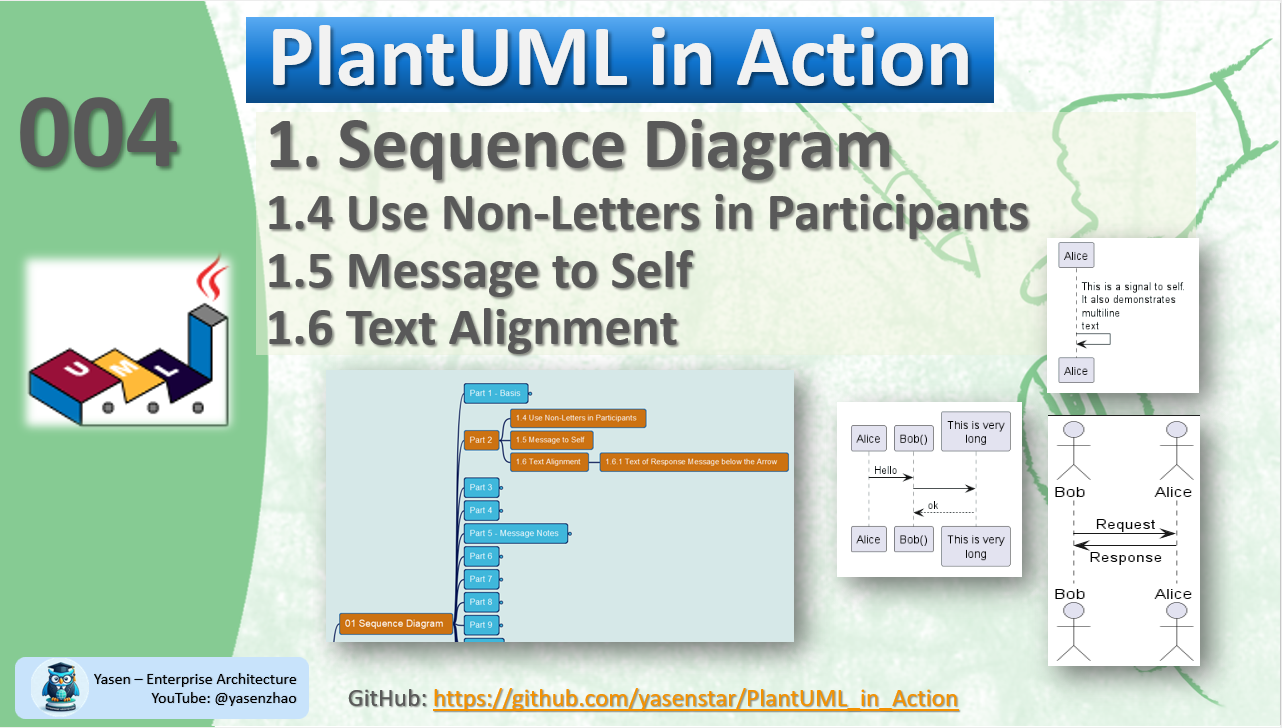 PlantUML in Action
004
1. Sequence Diagram
1.4 Use Non-Letters in Participants
1.5 Message to Self
1.6 Text Alignment
UML
Part 1 - Basis
1.4 Use Non-Letters in Participants
Part 2
1.5 Message to Self
1.6 Text Alignment
1.6.1 Text of Response Message below the Arrow
Part 3
Part 4
Part 5 - Message Notes
Part 6
Part 7
Part 8
01 Sequence Diagram
Part 9
Alice
This is a signal to self.
It also demonstrates
multiline
text
Alice
Alice
Bob()
This is very
long
Hello
ok
Alice
Bob()
This is very
long
Bob
Alice
Request
Response
Bob
Alice
Yasen – Enterprise Architecture
YouTube: @yasenzhao
GitHub: https://github.com/yasenstar/PlantUML_in_Action